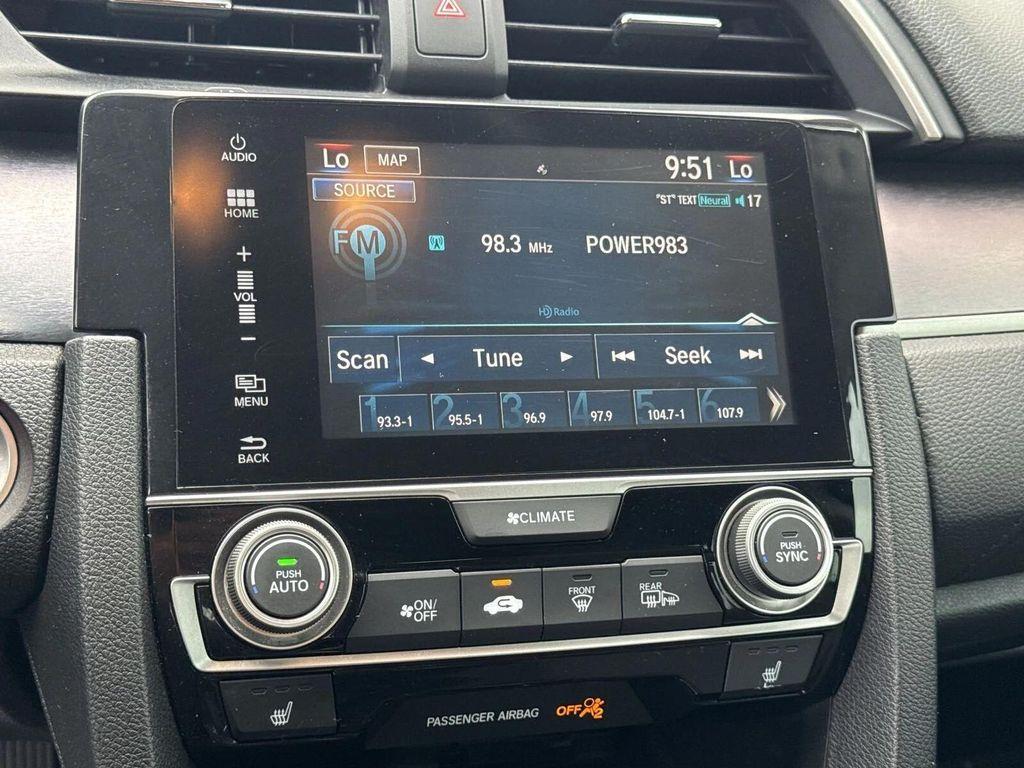 AUDIO
HOME
+
VOL
-
MENU
BACK
Lo MAP 9:51 Lo
SOURCE "ST" TEXT Neural 17
FM 98.3 MHz POWER983
HD Radio
Scan Tune Seek
1 93.3-1 2 95.5-1 3 96.9 4 97.9 5 104.7-1 6 107.9
CLIMATE
PUSH
AUTO
ON/
OFF
FRONT
REAR
PUSH
SYNC
PASSENGER AIRBAG OFF 2